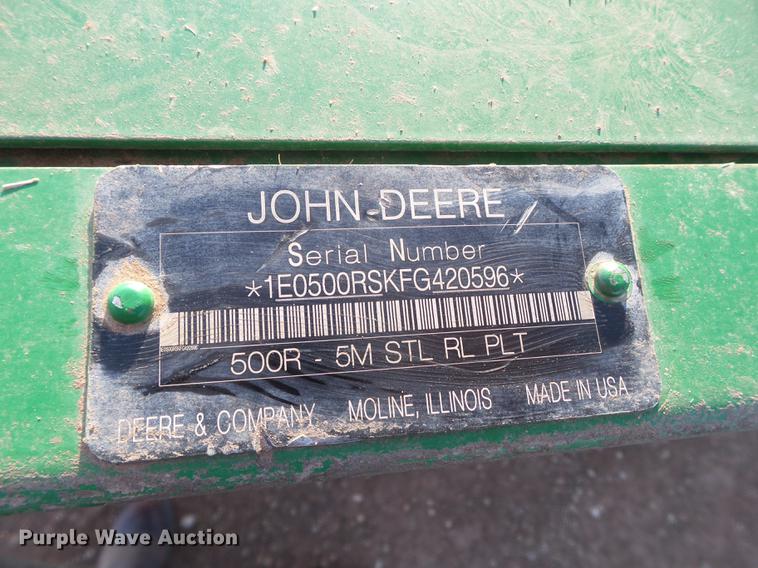 JOHN DEERE
Serial Number
*1E0500RSKFG420596*
500R - 5M STL RL PLT
DEERE & COMPANY MOLINE, ILLINOIS MADE IN USA
Purple Wave Auction